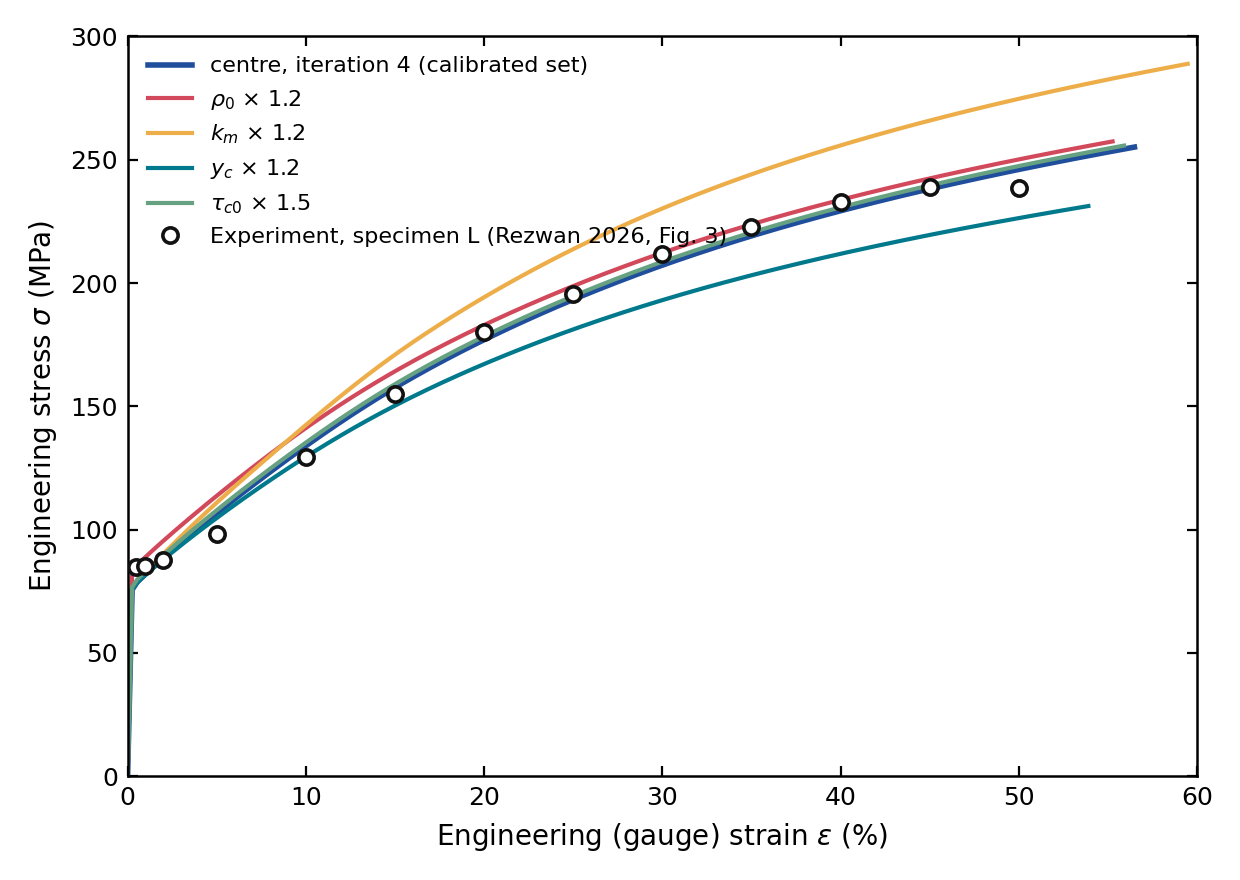 300
250
200
150
100
50
0
Engineering stress σ (MPa)
centre, iteration 4 (calibrated set)
ρ₀ × 1.2
kₘ × 1.2
y_c × 1.2
τ_c0 × 1.5
Experiment, specimen L (Rezwan 2026, Fig. 3)
0 10 20 30 40 50 60
Engineering (gauge) strain ε (%)